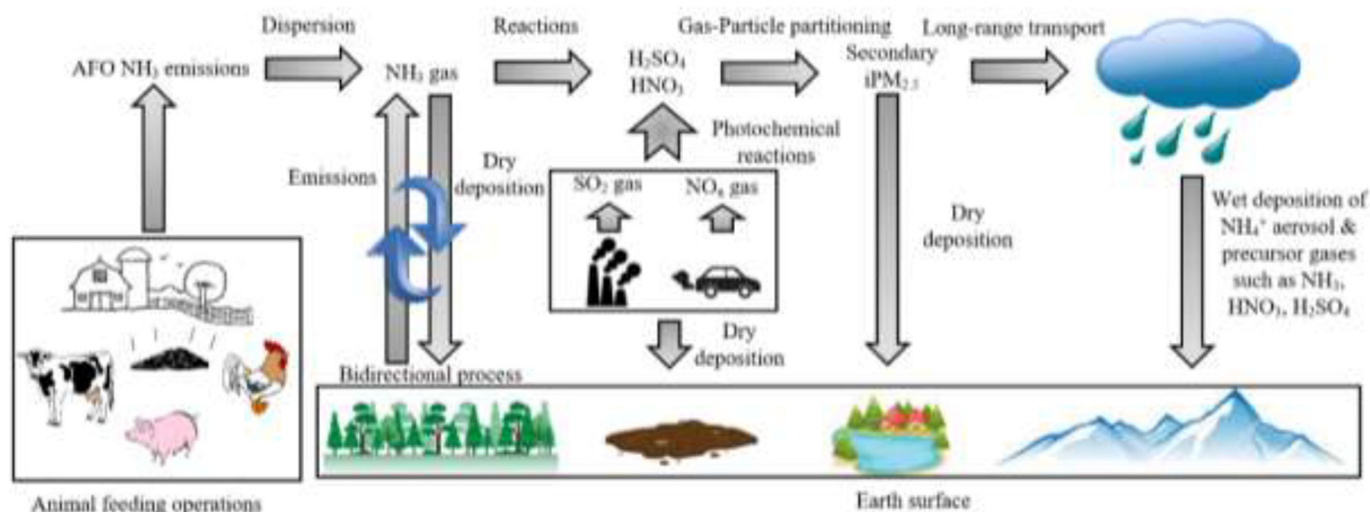 Dispersion
Reactions
Gas-Particle partitioning
Long-range transport
AFO NH₃ emissions
NH₃ gas
H₂SO₄
HNO₃
Secondary
iPM₂.₅
Photochemical
reactions
Emissions
Dry
deposition
SO₂ gas
NOₓ gas
Dry
deposition
Wet deposition of
NH₄⁺ aerosol &
precursor gases
such as NH₃,
HNO₃, H₂SO₄
Dry
deposition
Bidirectional process
Animal feeding operations
Earth surface